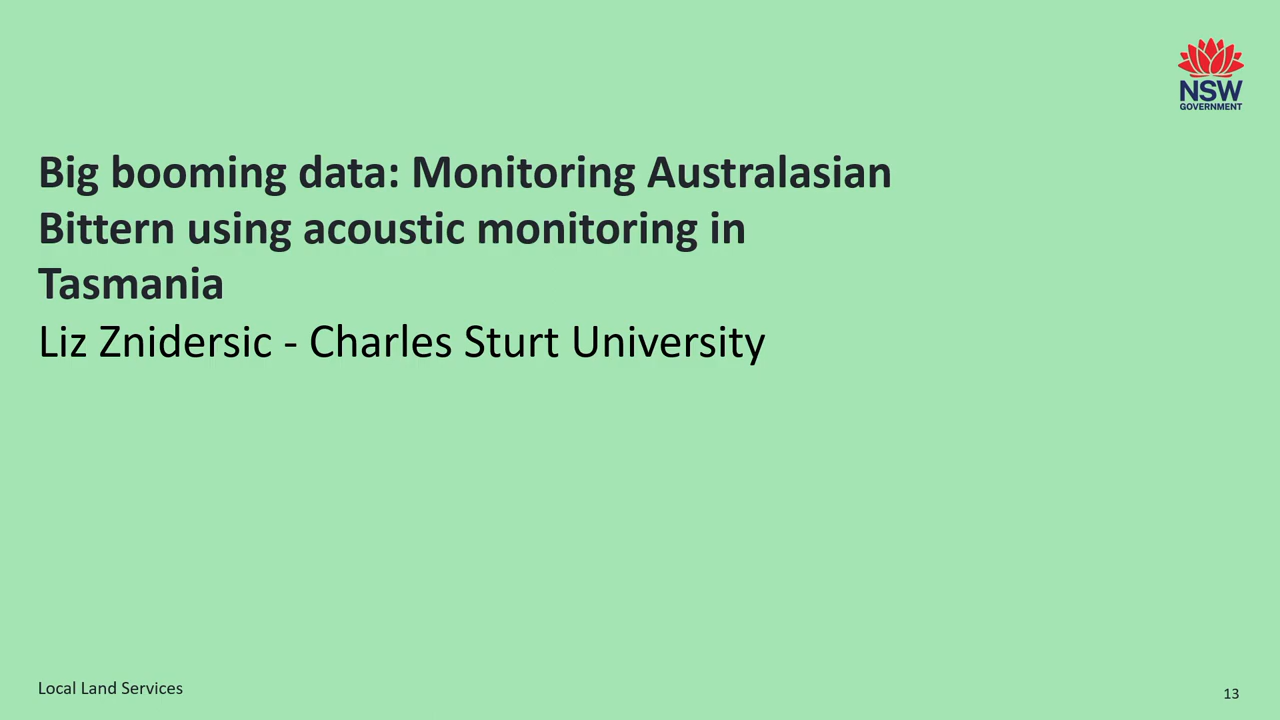 NSW
GOVERNMENT
Big booming data: Monitoring Australasian
Bittern using acoustic monitoring in
Tasmania
Liz Znidersic - Charles Sturt University
Local Land Services
13